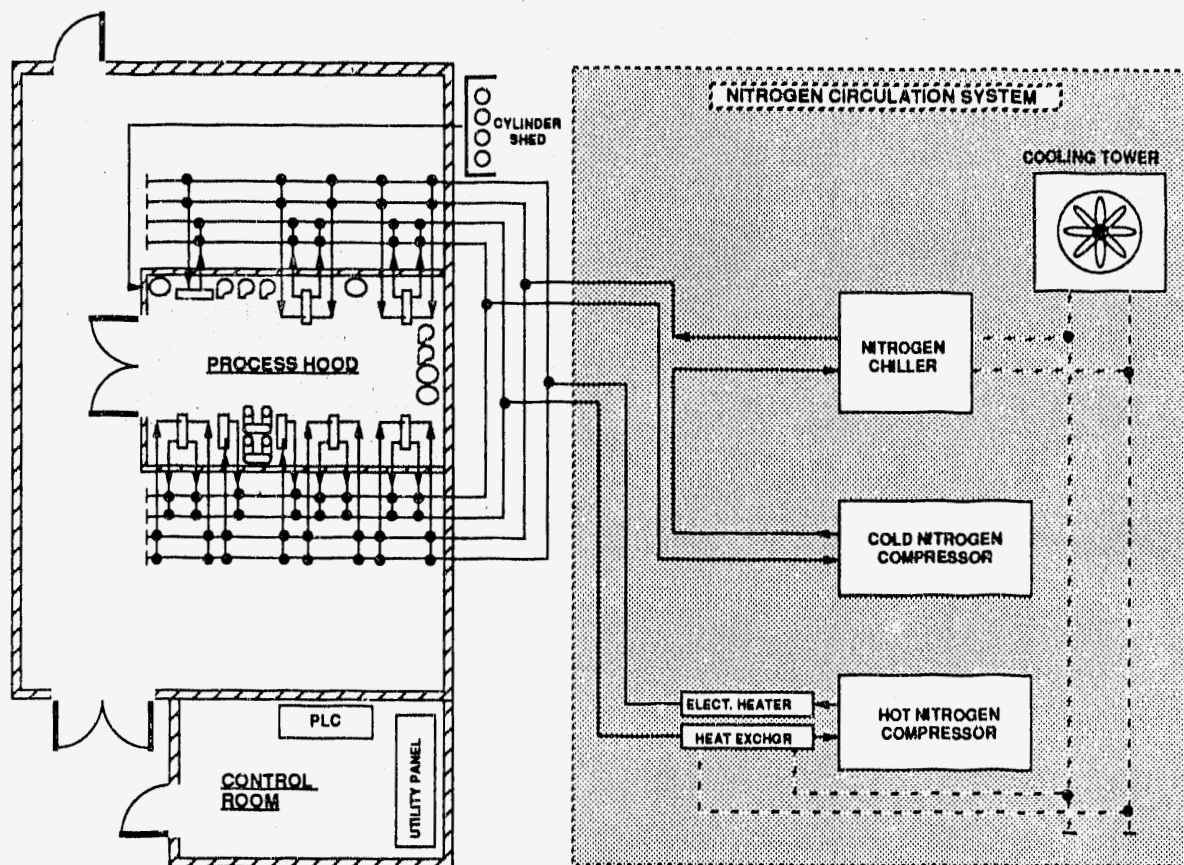 NITROGEN CIRCULATION SYSTEM
CYLINDER
SHED
COOLING TOWER
PROCESS HOOD
NITROGEN
CHILLER
COLD NITROGEN
COMPRESSOR
ELECT. HEATER
HEAT EXCHGR
HOT NITROGEN
COMPRESSOR
PLC
UTILITY PANEL
CONTROL
ROOM